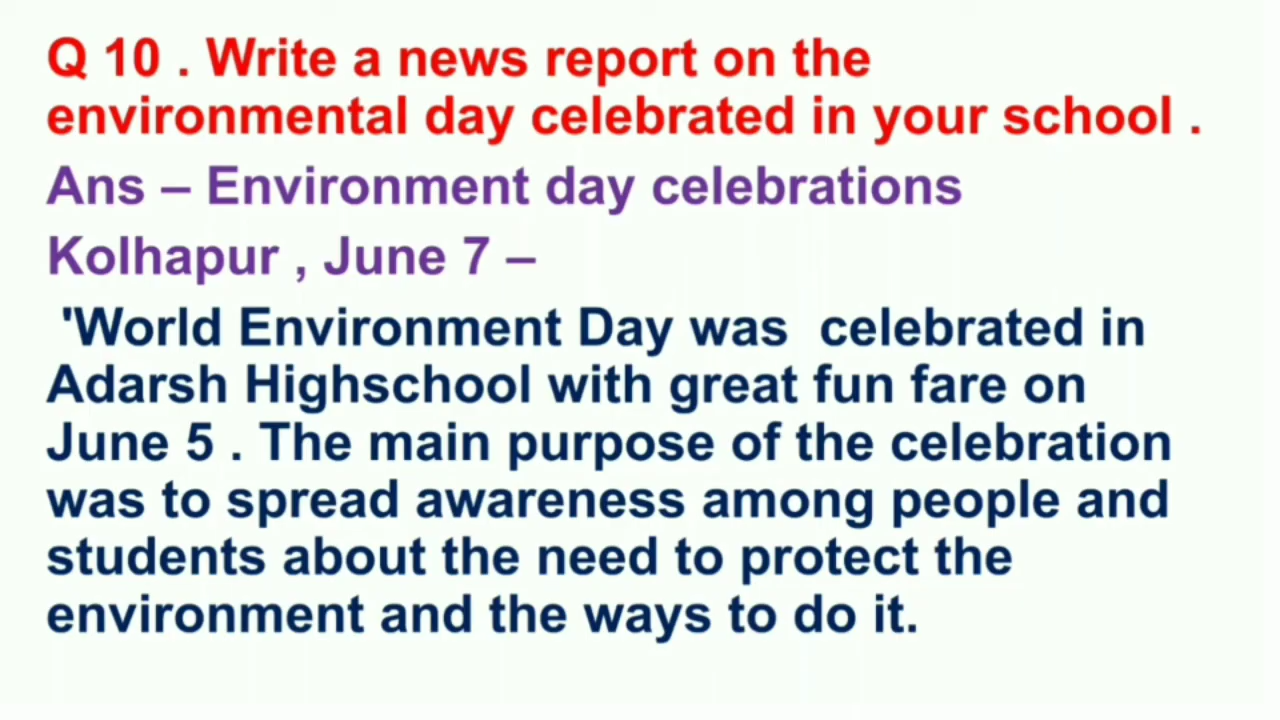 Q 10 . Write a news report on the
environmental day celebrated in your school .
Ans – Environment day celebrations
Kolhapur , June 7 –
'World Environment Day was  celebrated in
Adarsh Highschool with great fun fare on
June 5 . The main purpose of the celebration
was to spread awareness among people and
students about the need to protect the
environment and the ways to do it.